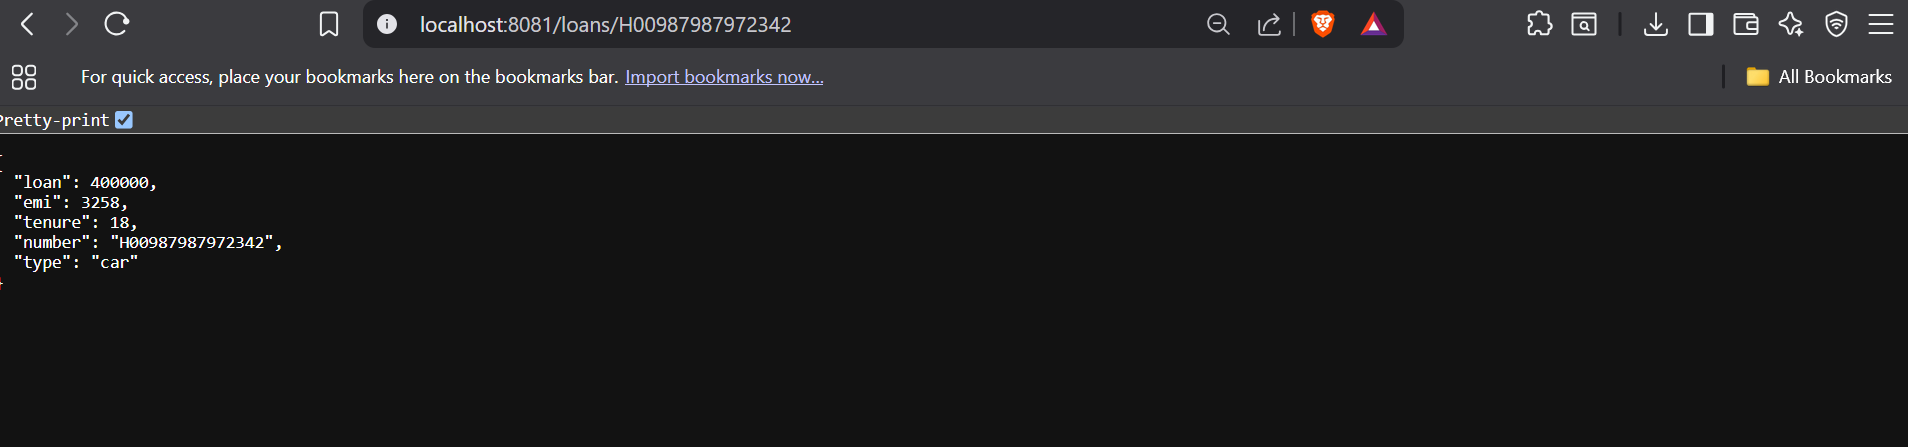 localhost:8081/loans/H00987987972342
For quick access, place your bookmarks here on the bookmarks bar. Import bookmarks now...
All Bookmarks
Pretty-print
{
"loan": 400000,
"emi": 3258,
"tenure": 18,
"number": "H00987987972342",
"type": "car"
}